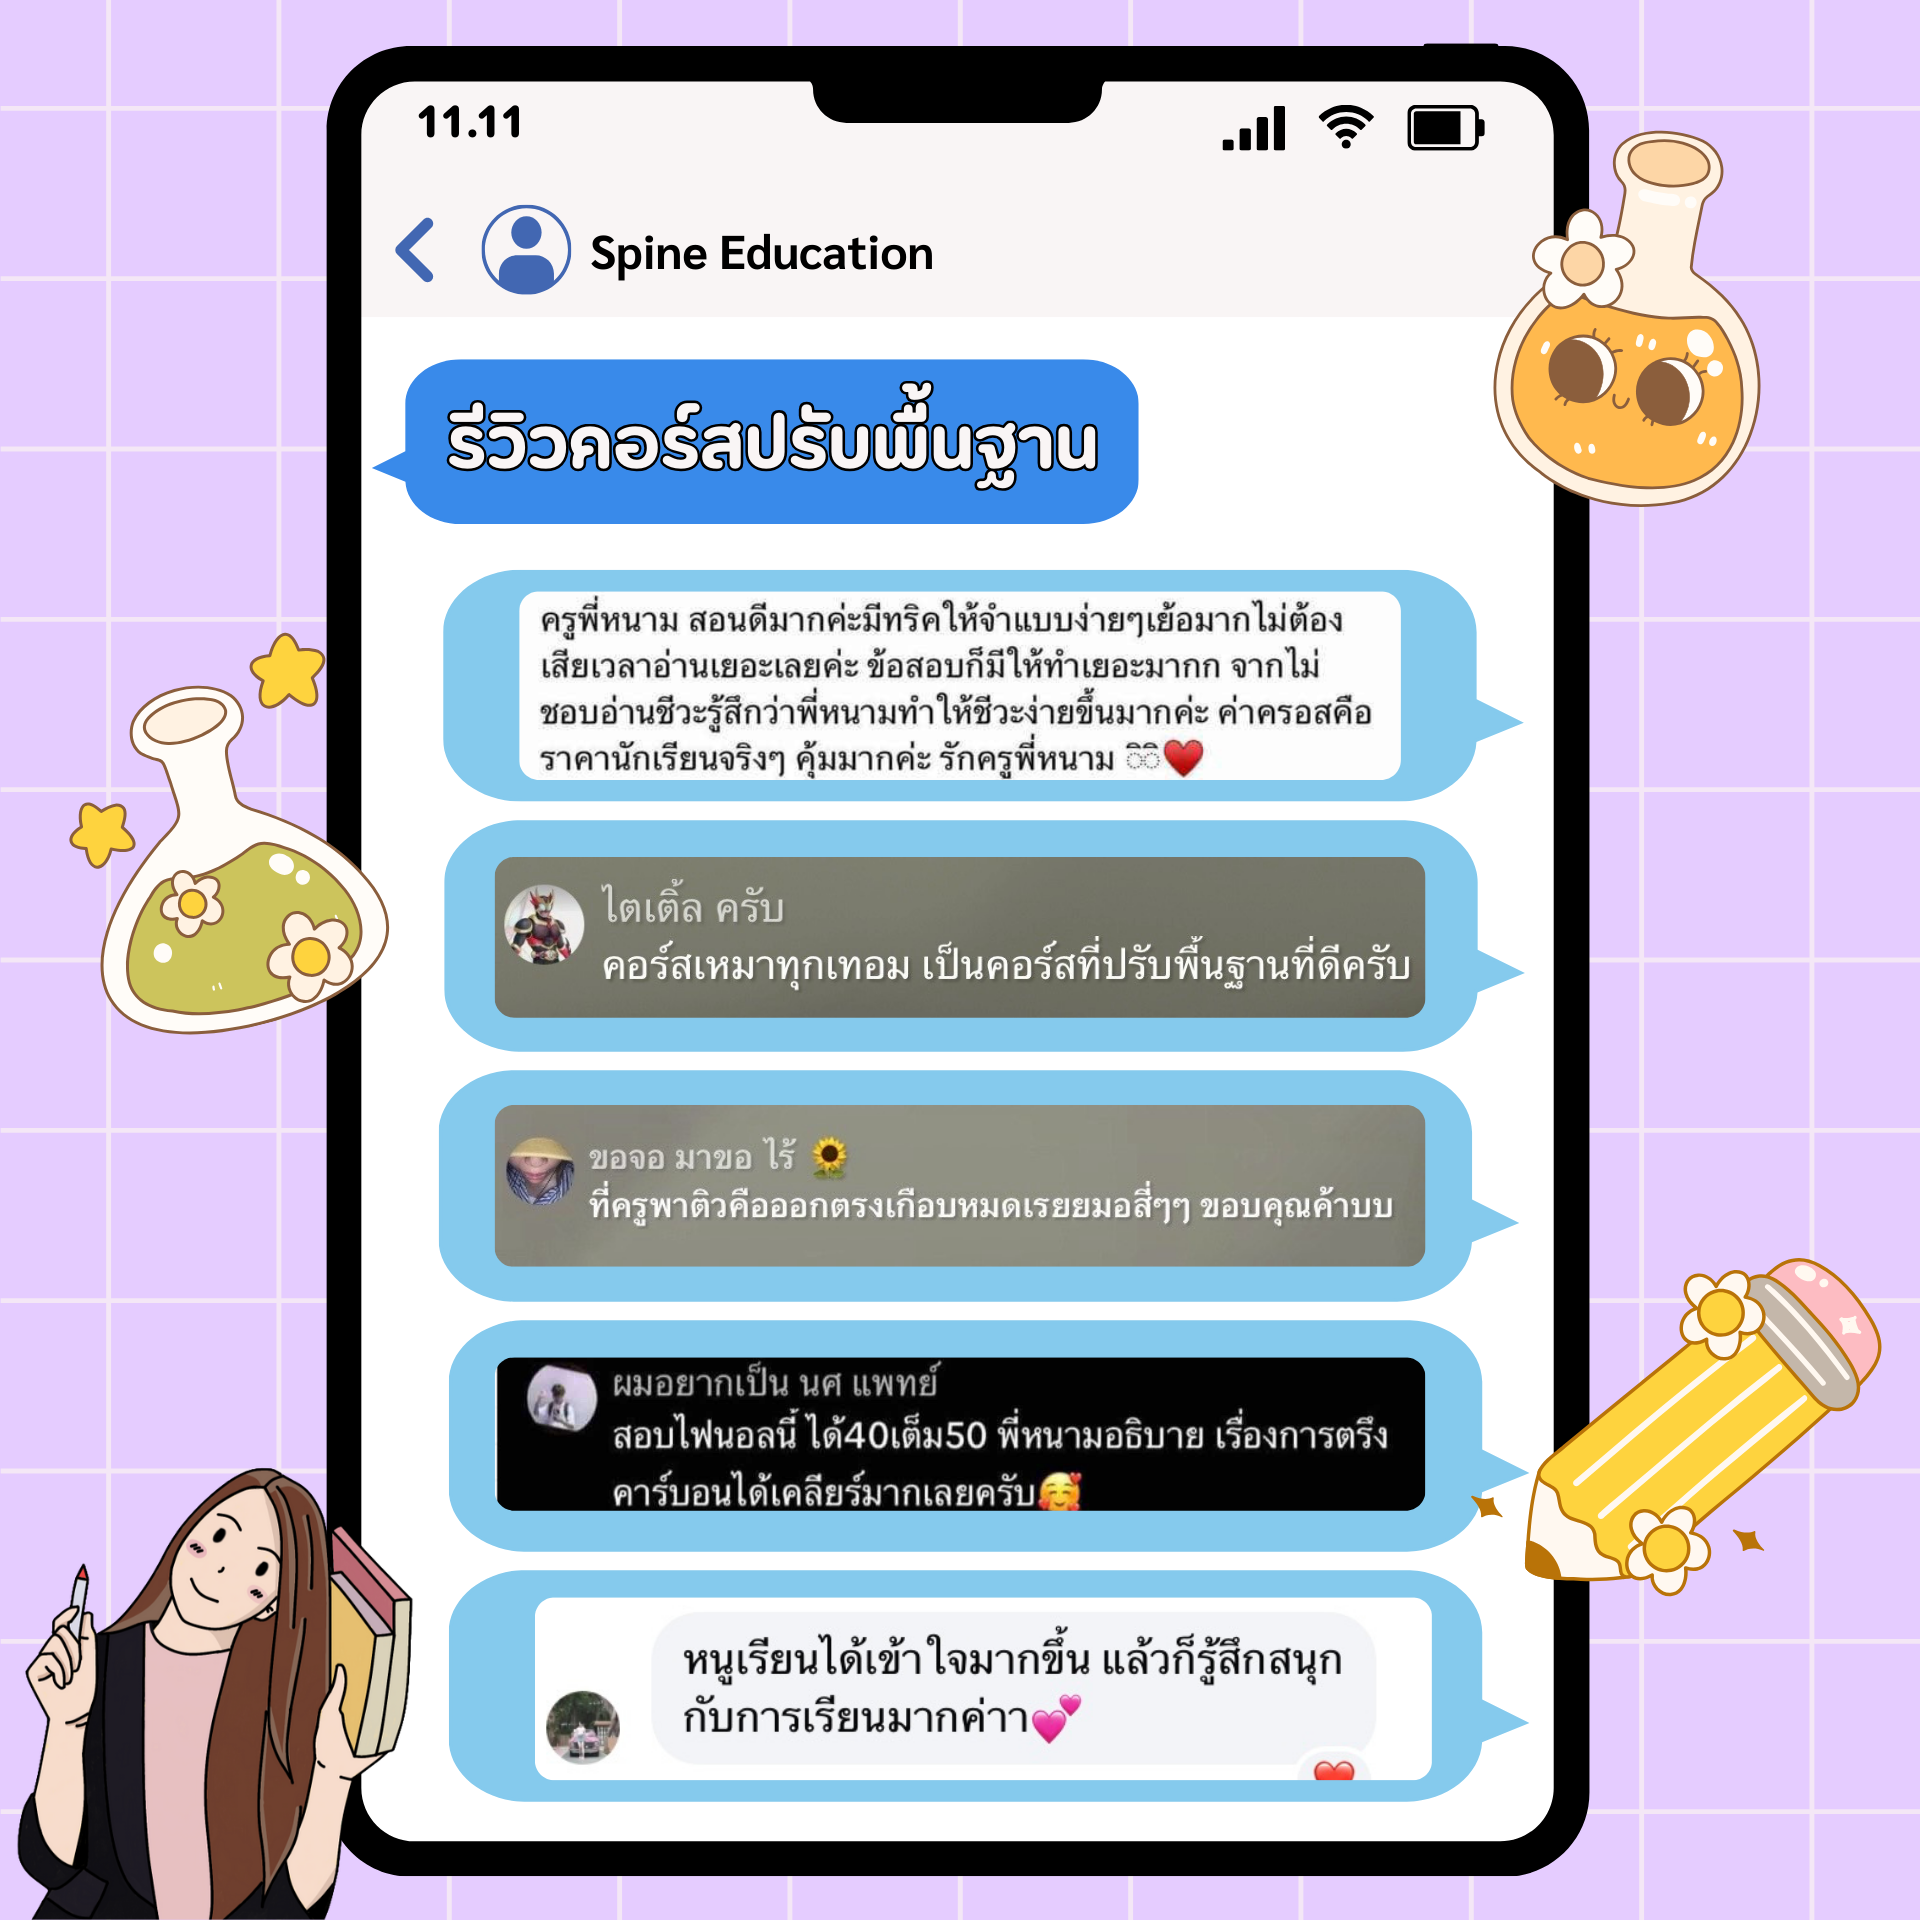 11.11
Spine Education
รีวิวคอร์สปรับพื้นฐาน
ครูพี่หนาม สอนดีมากค่ะมีทริคให้จำแบบง่ายๆเย้อมากไม่ต้อง
เสียเวลาอ่านเยอะเลยค่ะ ข้อสอบก็มีให้ทำเยอะมากก จากไม่
ชอบอ่านชีวะรู้สึกว่าพี่หนามทำให้ชีวะง่ายขึ้นมากค่ะ ค่าครอสคือ
ราคานักเรียนจริงๆ คุ้มมากค่ะ รักครูพี่หนาม ิิ❤️
ไตเติ้ล ครับ
คอร์สเหมาทุกเทอม เป็นคอร์สที่ปรับพื้นฐานที่ดีครับ
ขอจอ มาขอ ไร้ 🌻
ที่ครูพาติวคือออกตรงเกือบหมดเรยยมอสี่ๆๆ ขอบคุณค้าบบ
ผมอยากเป็น นศ แพทย์
สอบไฟนอลนี้ ได้40เต็ม50 พี่หนามอธิบาย เรื่องการตรึง
คาร์บอนได้เคลียร์มากเลยครับ🥰
หนูเรียนได้เข้าใจมากขึ้น แล้วก็รู้สึกสนุก
กับการเรียนมากค่าา💕